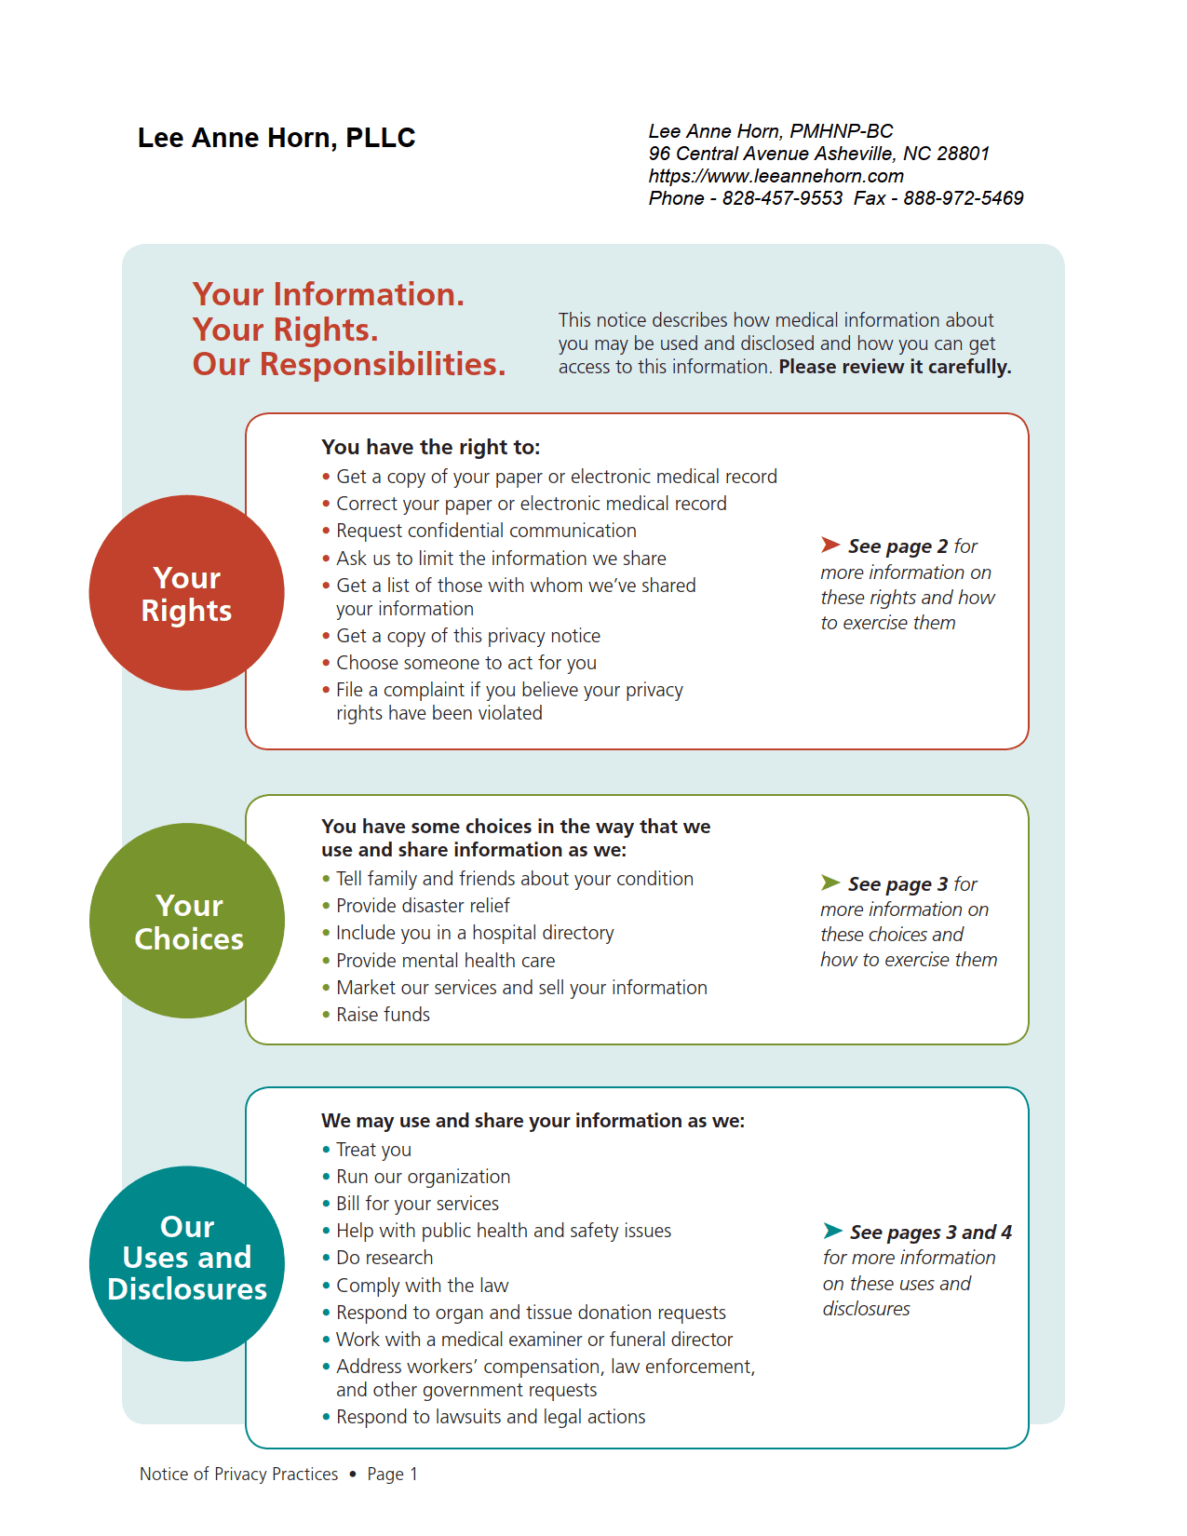 Lee Anne Horn, PLLC
Lee Anne Horn, PMHNP-BC
96 Central Avenue Asheville, NC 28801
https://www.leeannehorn.com
Phone - 828-457-9553  Fax - 888-972-5469
Your Information.
Your Rights.
Our Responsibilities.
This notice describes how medical information about
you may be used and disclosed and how you can get
access to this information. Please review it carefully.
Your
Rights
You have the right to:
• Get a copy of your paper or electronic medical record
• Correct your paper or electronic medical record
• Request confidential communication
• Ask us to limit the information we share
• Get a list of those with whom we've shared
your information
• Get a copy of this privacy notice
• Choose someone to act for you
• File a complaint if you believe your privacy
rights have been violated
➤ See page 2 for
more information on
these rights and how
to exercise them
Your
Choices
You have some choices in the way that we
use and share information as we:
• Tell family and friends about your condition
• Provide disaster relief
• Include you in a hospital directory
• Provide mental health care
• Market our services and sell your information
• Raise funds
➤ See page 3 for
more information on
these choices and
how to exercise them
Our
Uses and
Disclosures
We may use and share your information as we:
• Treat you
• Run our organization
• Bill for your services
• Help with public health and safety issues
• Do research
• Comply with the law
• Respond to organ and tissue donation requests
• Work with a medical examiner or funeral director
• Address workers' compensation, law enforcement,
and other government requests
• Respond to lawsuits and legal actions
➤ See pages 3 and 4
for more information
on these uses and
disclosures
Notice of Privacy Practices • Page 1